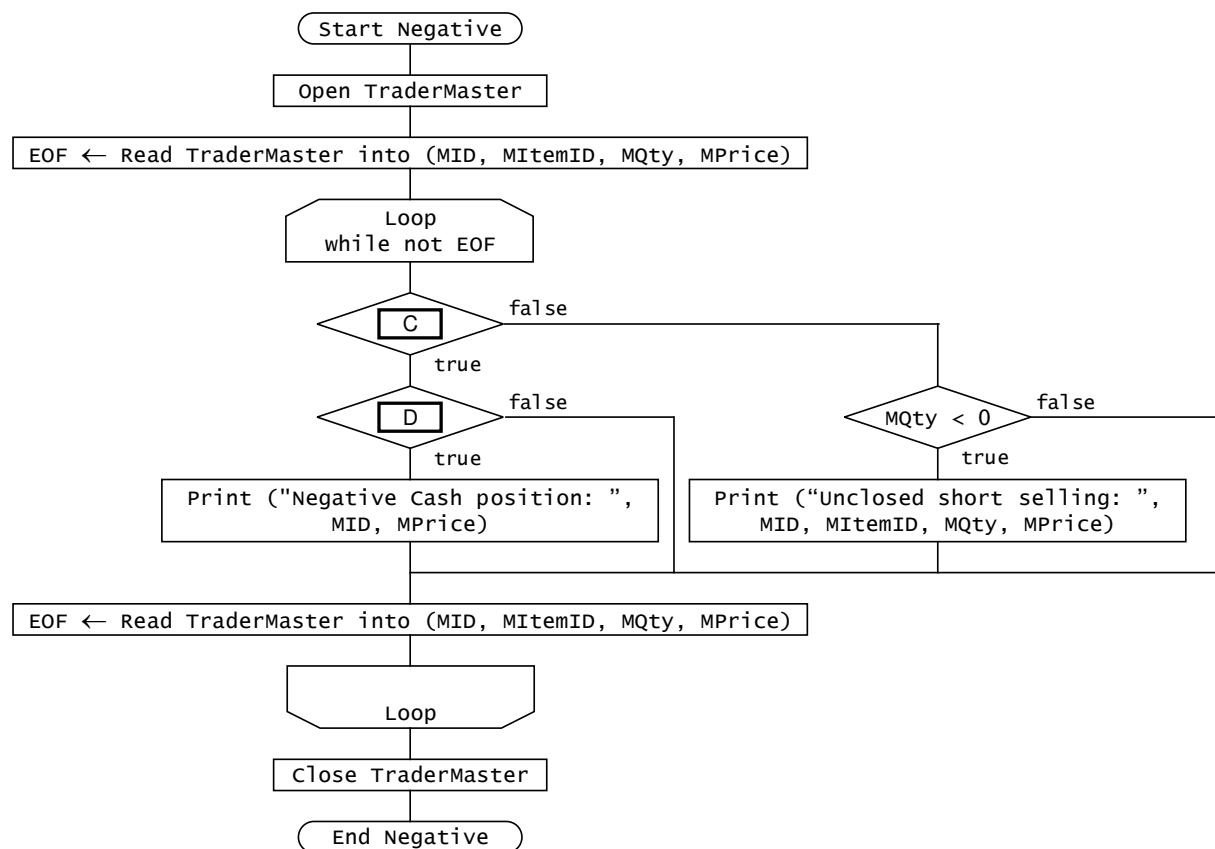 Start Negative
Open TraderMaster
EOF ← Read TraderMaster into (MID, MItemID, MQty, MPrice)
Loop
while not EOF
C
false
true
D
false
MQty < 0
false
true
true
Print ("Negative Cash position: ”,
MID, MPrice)
Print (“Unclosed short selling: ”,
MID, MItemID, MQty, MPrice)
EOF ← Read TraderMaster into (MID, MItemID, MQty, MPrice)
Loop
Close TraderMaster
End Negative